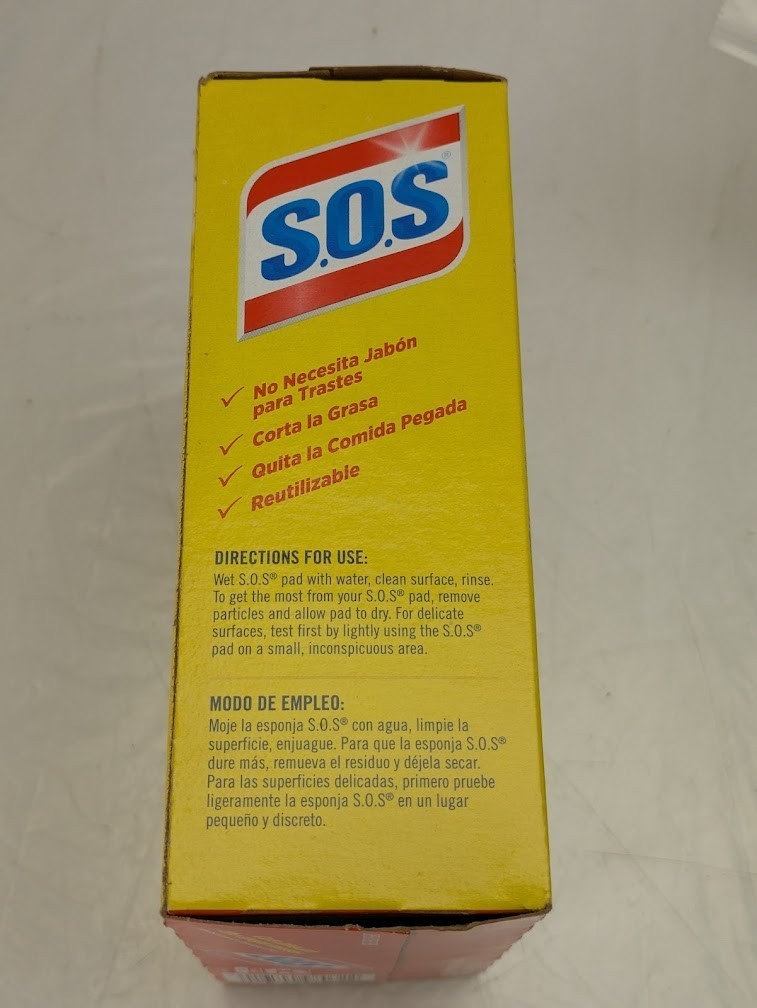 S.O.S®
✓ No Necesita Jabón
para Trastes
✓ Corta la Grasa
✓ Quita la Comida Pegada
✓ Reutilizable
DIRECTIONS FOR USE:
Wet S.O.S® pad with water, clean surface, rinse.
To get the most from your S.O.S® pad, remove
particles and allow pad to dry. For delicate
surfaces, test first by lightly using the S.O.S®
pad on a small, inconspicuous area.
MODO DE EMPLEO:
Moje la esponja S.O.S® con agua, limpie la
superficie, enjuague. Para que la esponja S.O.S®
dure más, remueva el residuo y déjela secar.
Para las superficies delicadas, primero pruebe
ligeramente la esponja S.O.S® en un lugar
pequeño y discreto.